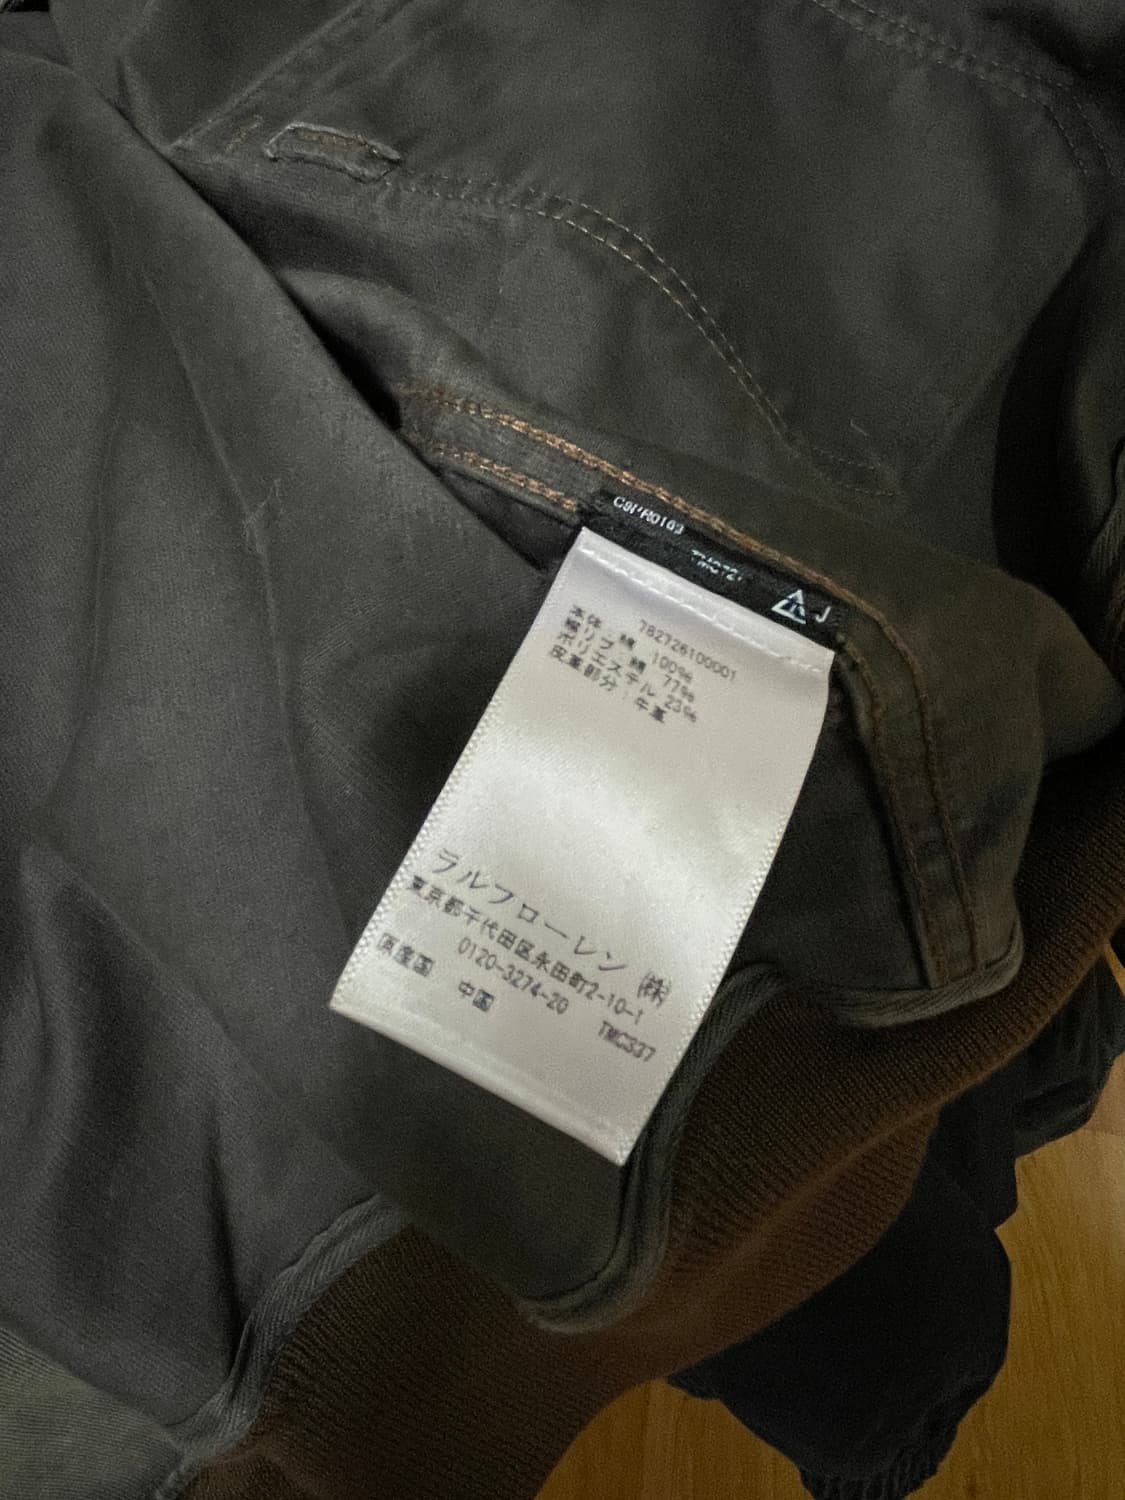 C9PR0103
J
782726100001
本体 綿 100%
横リブ 綿 77%
ポリエステル 23%
皮革部分:牛革
ラルフローレン ㈱
東京都千代田区永田町2-10-1
0120-3274-20
TMC337
原産国 中国